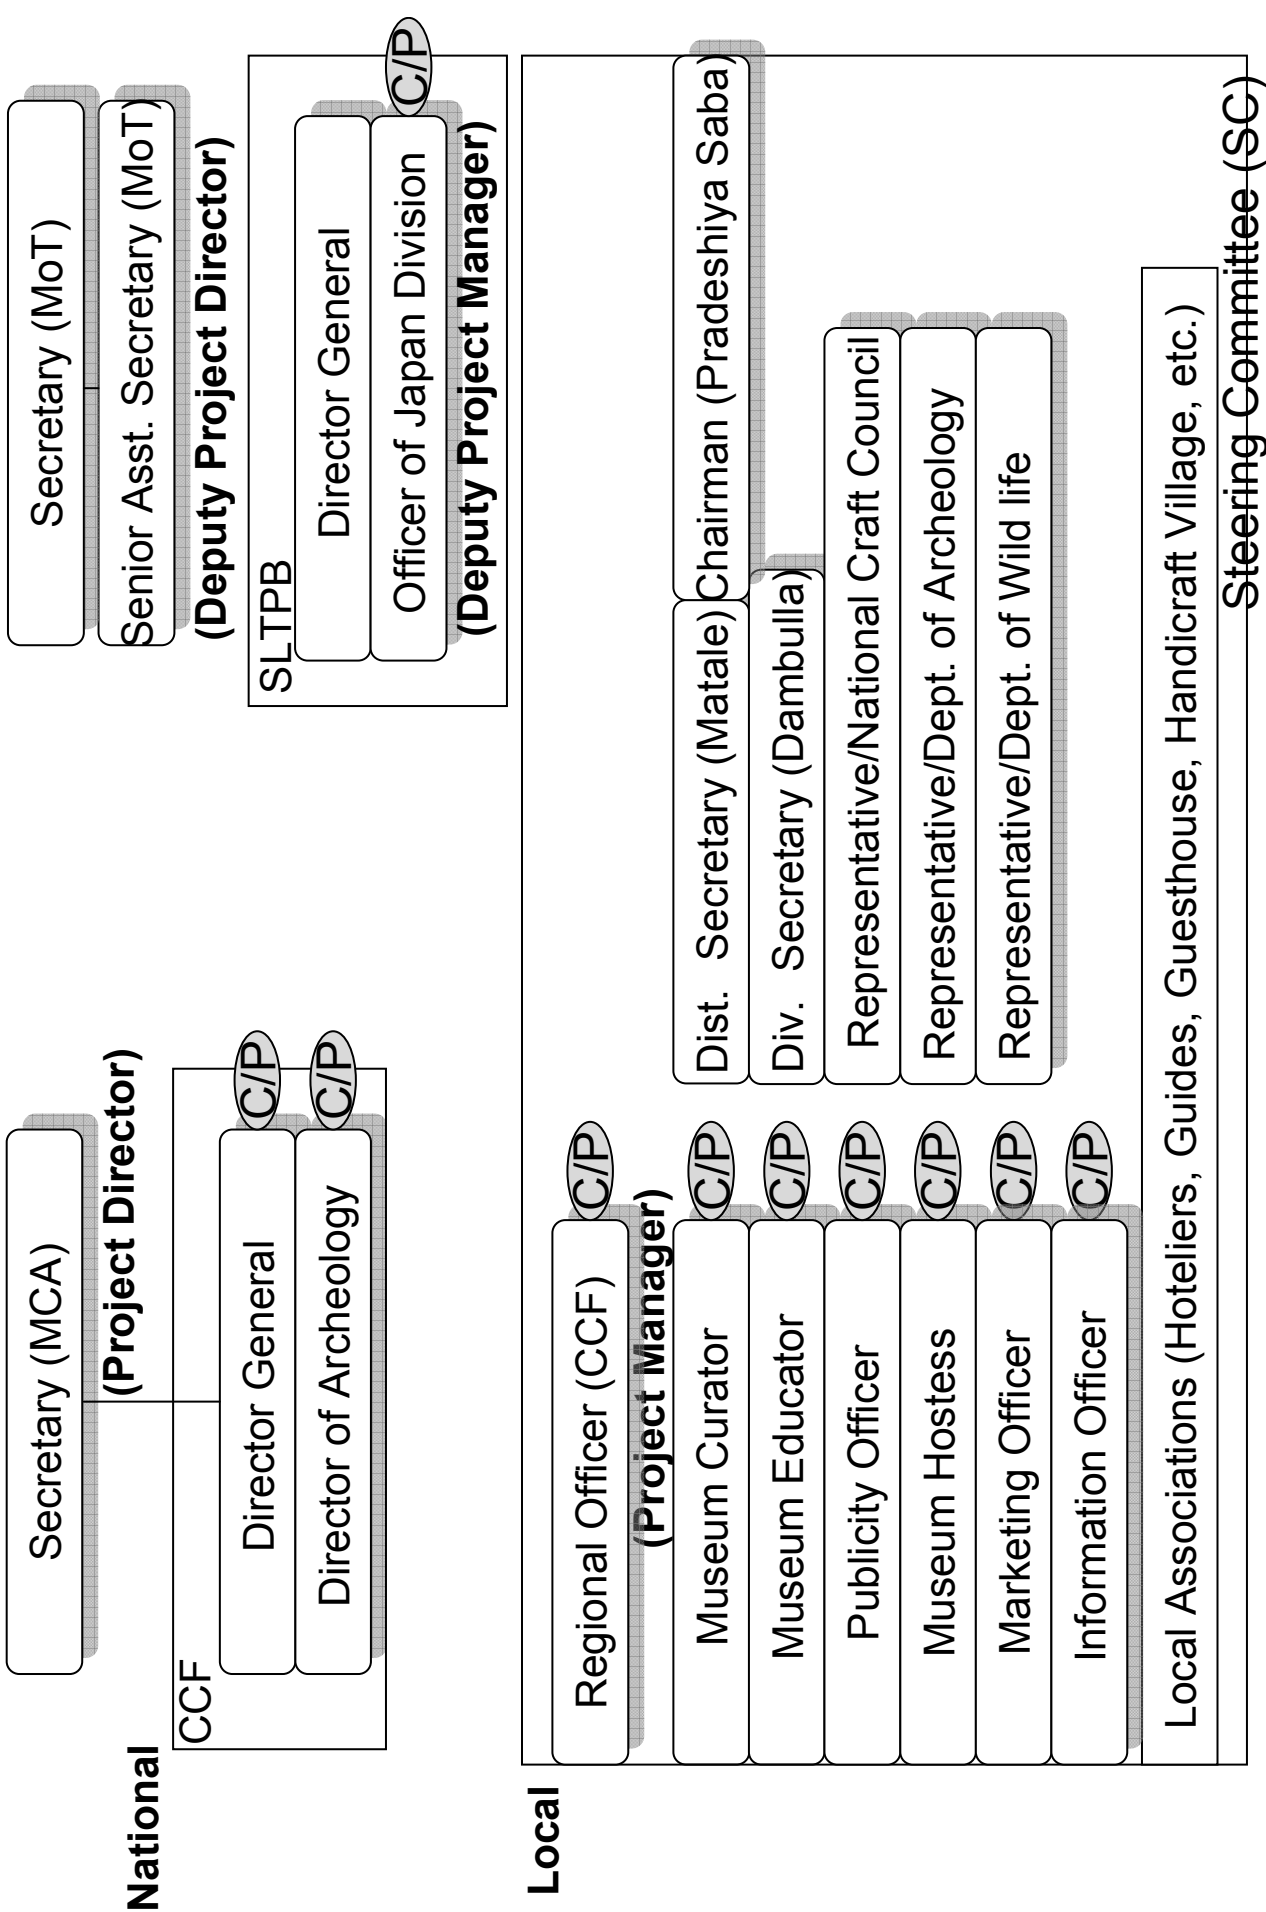 National
Secretary (MCA)
(Project Director)
CCF
Director General
C/P
Director of Archeology
C/P
Secretary (MoT)
Senior Asst. Secretary (MoT)
(Deputy Project Director)
SLTPB
Director General
Officer of Japan Division
C/P
(Deputy Project Manager)
Local
Regional Officer (CCF)
C/P
(Project Manager)
Museum Curator
C/P
Museum Educator
C/P
Publicity Officer
C/P
Museum Hostess
C/P
Marketing Officer
C/P
Information Officer
C/P
Dist. Secretary (Matale)
Chairman (Pradeshiya Saba)
Div. Secretary (Dambulla)
Representative/National Craft Council
Representative/Dept. of Archeology
Representative/Dept. of Wild life
Local Associations (Hoteliers, Guides, Guesthouse, Handicraft Village, etc.)
Steering Committee (SC)